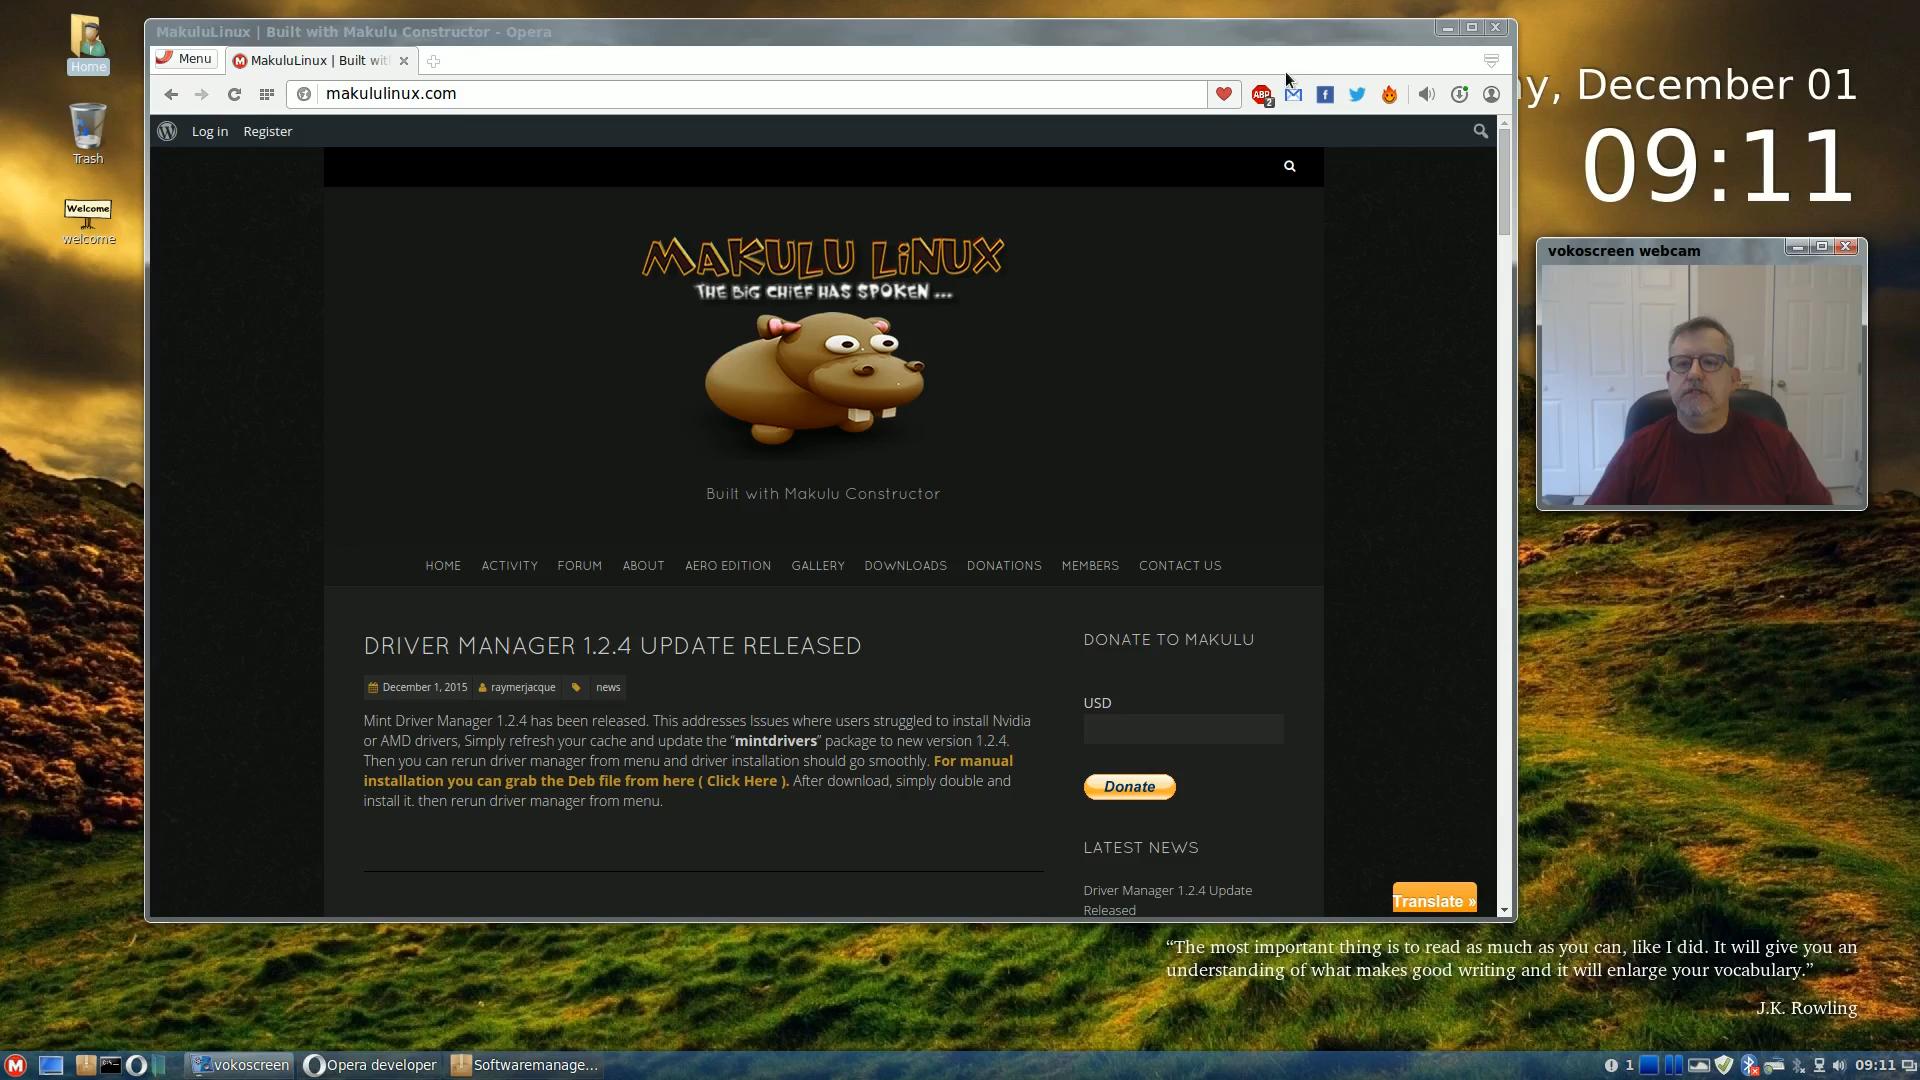 Home
Trash
Welcome
welcome
MakuluLinux | Built with Makulu Constructor - Opera
Menu
MakuluLinux | Built wit
makululinux.com
ABP
2
Log in
Register
MAKULU LiNUX
THE BiG CHiEF HAS SPOKEN ...
Built with Makulu Constructor
HOME
ACTIVITY
FORUM
ABOUT
AERO EDITION
GALLERY
DOWNLOADS
DONATIONS
MEMBERS
CONTACT US
DRIVER MANAGER 1.2.4 UPDATE RELEASED
December 1, 2015
raymerjacque
news
Mint Driver Manager 1.2.4 has been released. This addresses Issues where users struggled to install Nvidia
or AMD drivers, Simply refresh your cache and update the “mintdrivers” package to new version 1.2.4.
Then you can rerun driver manager from menu and driver installation should go smoothly. For manual
installation you can grab the Deb file from here ( Click Here ). After download, simply double and
install it. then rerun driver manager from menu.
DONATE TO MAKULU
USD
Donate
LATEST NEWS
Driver Manager 1.2.4 Update
Released
Translate »
y, December 01
09:11
vokoscreen webcam
“The most important thing is to read as much as you can, like I did. It will give you an
understanding of what makes good writing and it will enlarge your vocabulary.”
J.K. Rowling
vokoscreen
Opera developer
Softwaremanage...
1
09:11